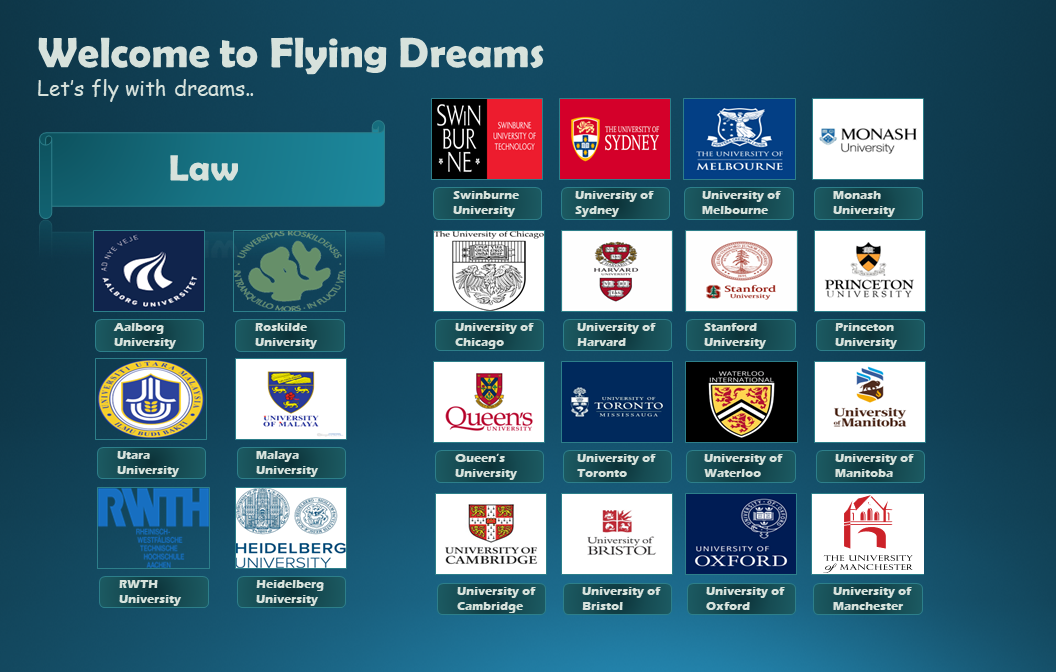 Welcome to Flying Dreams
Let's fly with dreams..
Law
SWIN
BUR
NE
SWINBURNE
UNIVERSITY OF
TECHNOLOGY
THE UNIVERSITY OF
SYDNEY
THE UNIVERSITY OF
MELBOURNE
MONASH
University
Swinburne
University
University of
Sydney
University of
Melbourne
Monash
University
AD NYE VEJE
AALBORG UNIVERSITET
UNIVERSITAS ROSKILDENSIS
IN TRANQUILLO MORS · IN FLUCTU VITA
The University of Chicago
HARVARD
UNIVERSITY
Stanford
University
PRINCETON
UNIVERSITY
Aalborg
University
Roskilde
University
University of
Chicago
University of
Harvard
Stanford
University
Princeton
University
UNIVERSITI UTARA MALAYSIA
ILMU BUDI BAKTI
UNIVERSITY
OF MALAYA
Queen's
UNIVERSITY
UNIVERSITY OF
TORONTO
MISSISSAUGA
WATERLOO
INTERNATIONAL
University
of Manitoba
Utara
University
Malaya
University
Queen's
University
University of
Toronto
University of
Waterloo
University of
Manitoba
RWTH
RHEINISCH-
WESTFÄLISCHE
TECHNISCHE
HOCHSCHULE
AACHEN
HEIDELBERG
UNIVERSITY
UNIVERSITY OF
CAMBRIDGE
University of
BRISTOL
UNIVERSITY OF
OXFORD
THE UNIVERSITY
of MANCHESTER
RWTH
University
Heidelberg
University
University of
Cambridge
University of
Bristol
University of
Oxford
University of
Manchester